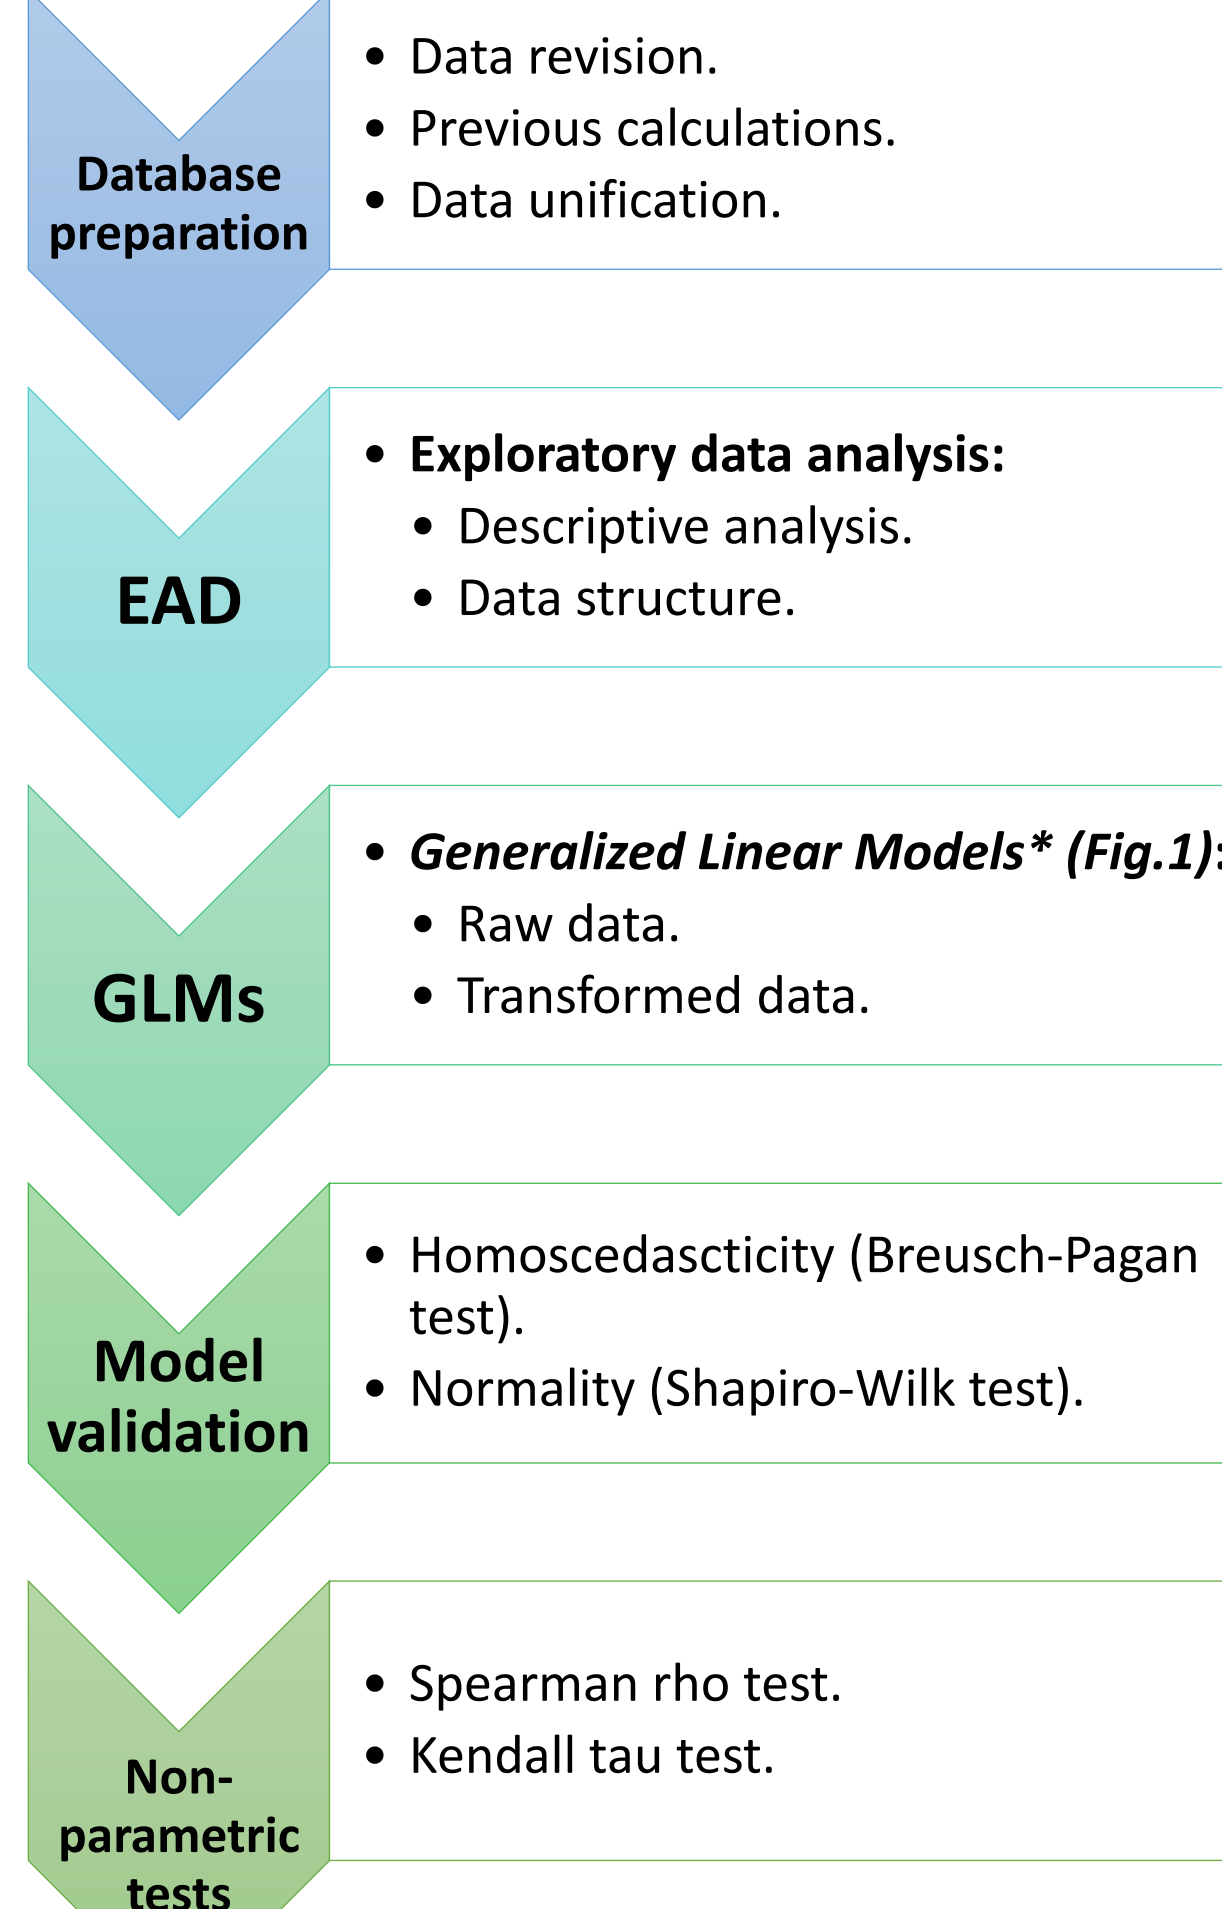 Database
preparation
• Data revision.
• Previous calculations.
• Data unification.
EAD
• Exploratory data analysis:
• Descriptive analysis.
• Data structure.
GLMs
• Generalized Linear Models* (Fig.1):
• Raw data.
• Transformed data.
Model
validation
• Homoscedascticity (Breusch-Pagan
test).
• Normality (Shapiro-Wilk test).
Non-
parametric
tests
• Spearman rho test.
• Kendall tau test.